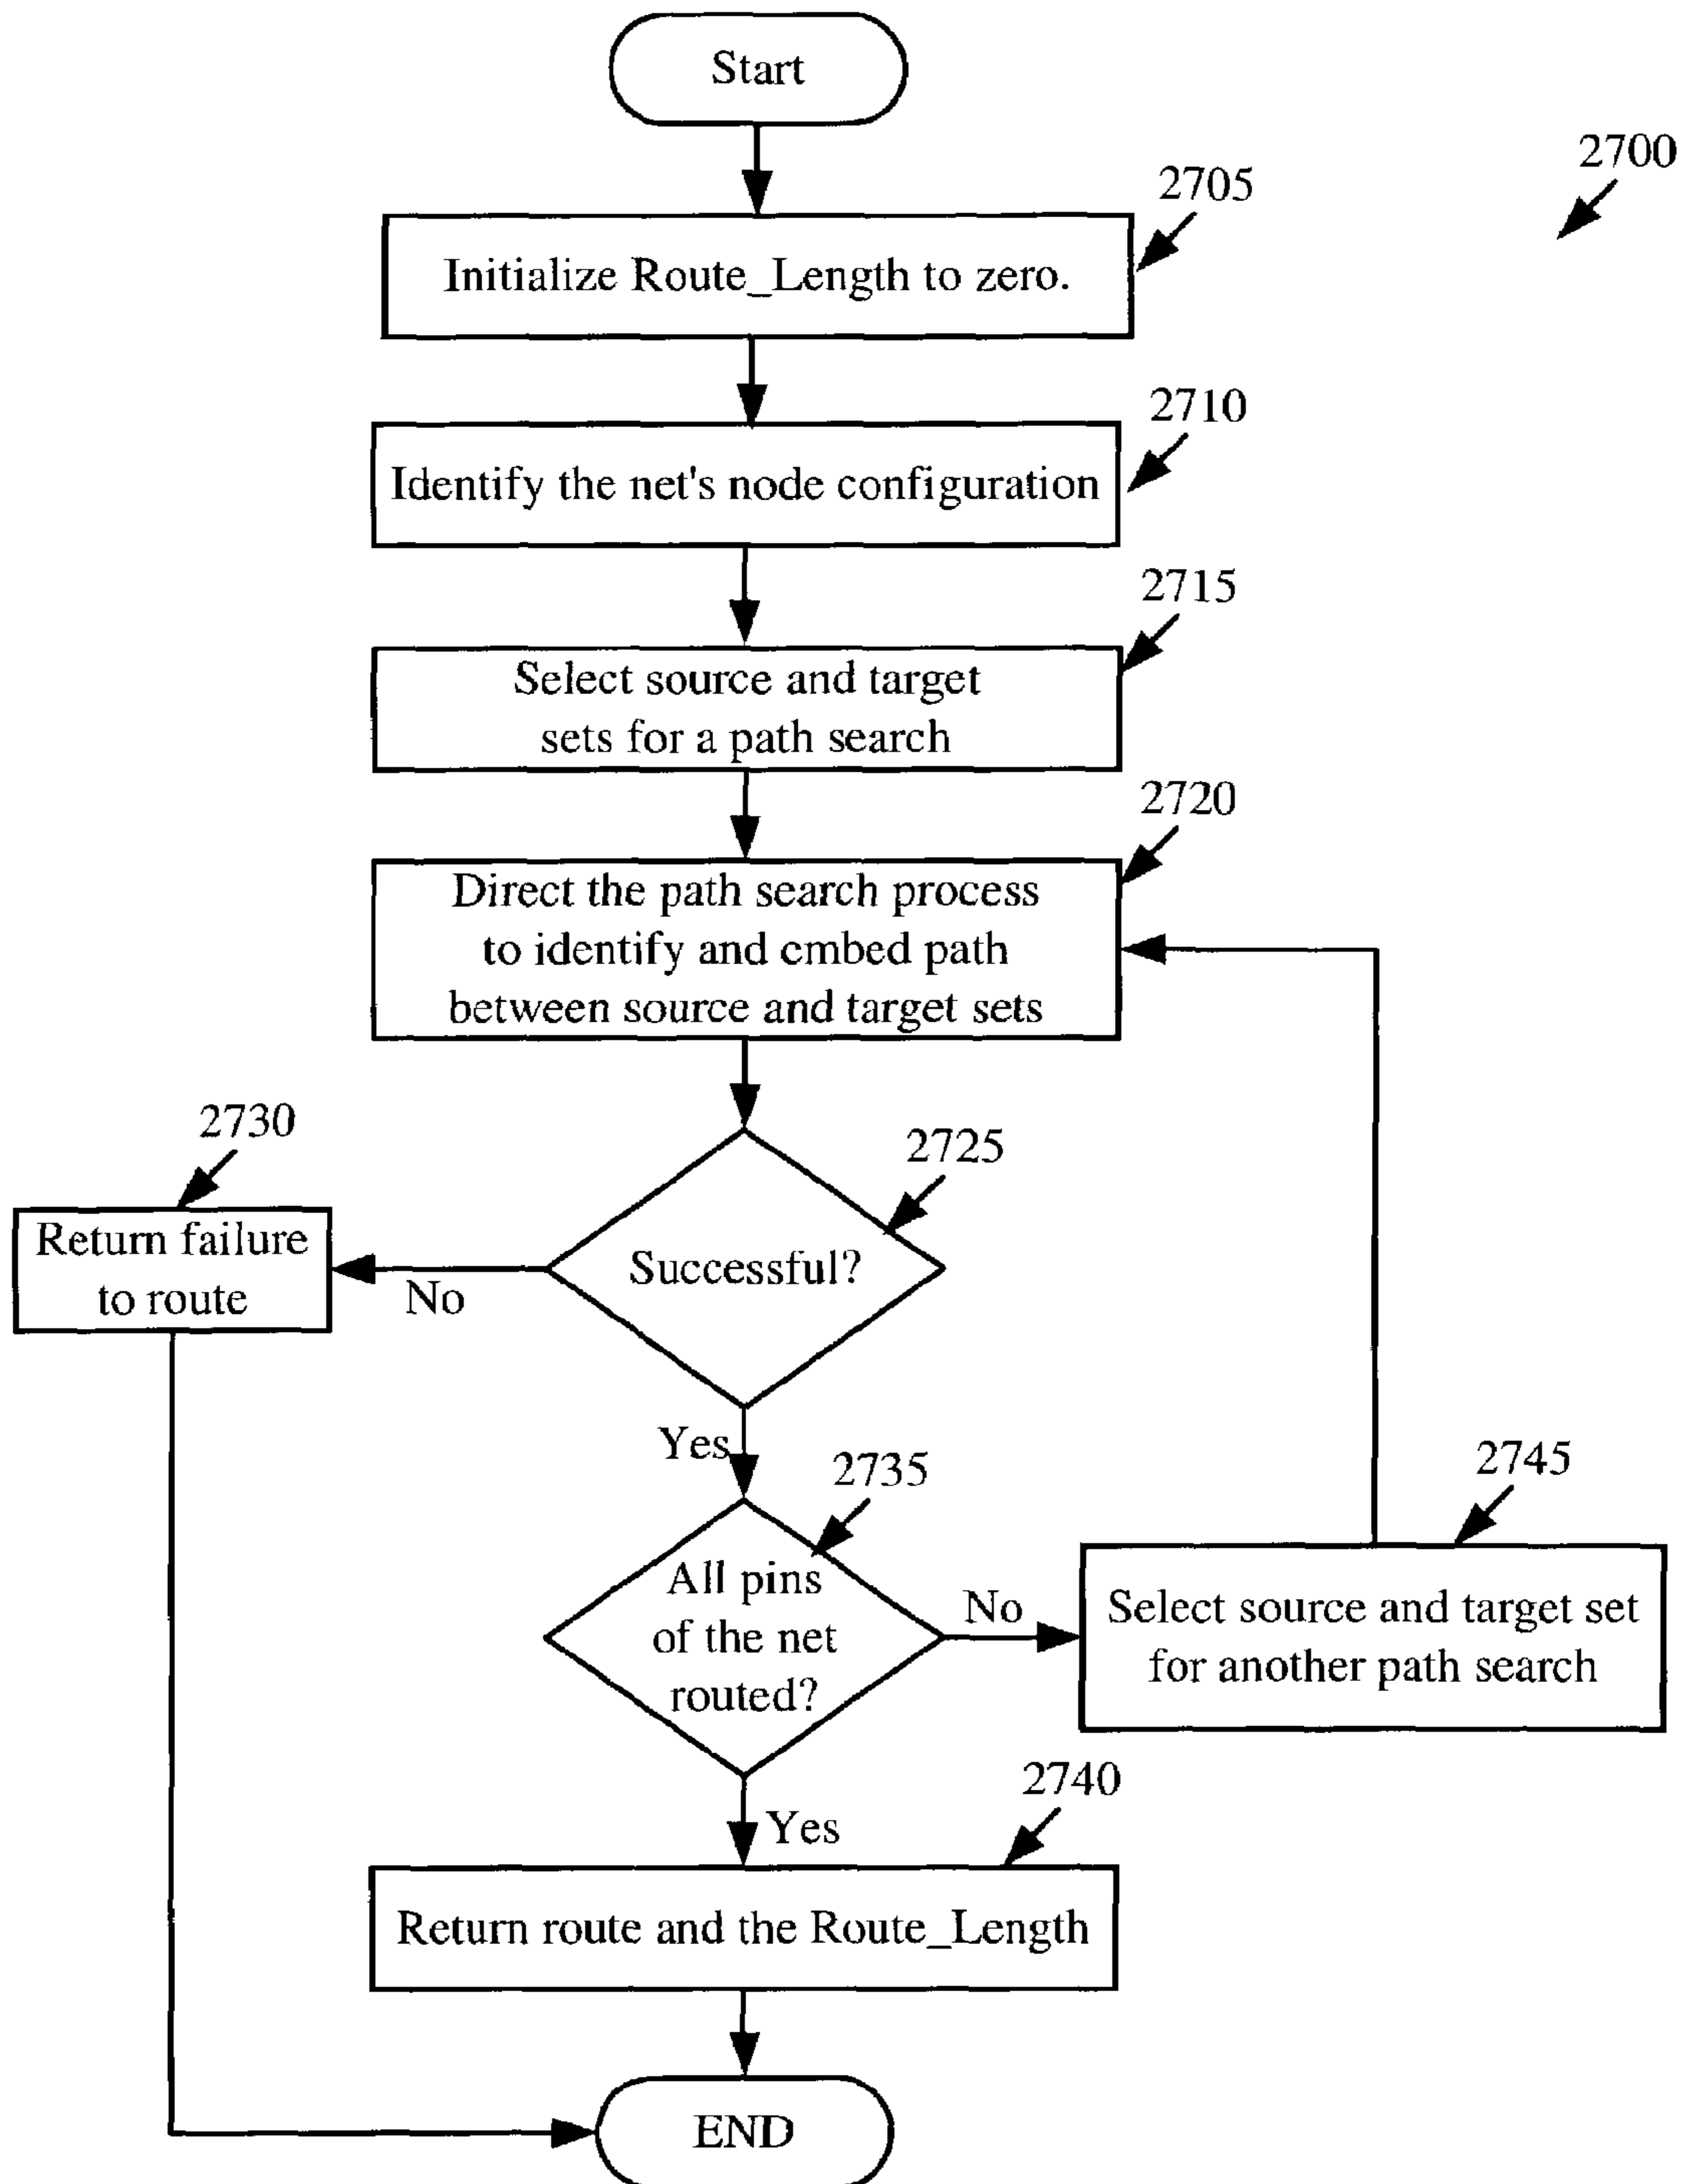 Start
2700
2705
Initialize Route_Length to zero.
2710
Identify the net's node configuration
2715
Select source and target
sets for a path search
2720
Direct the path search process
to identify and embed path
between source and target sets
2730
2725
Return failure
to route
No
Successful?
Yes
2735
2745
All pins
of the net
routed?
No
Select source and target set
for another path search
2740
Yes
Return route and the Route_Length
END